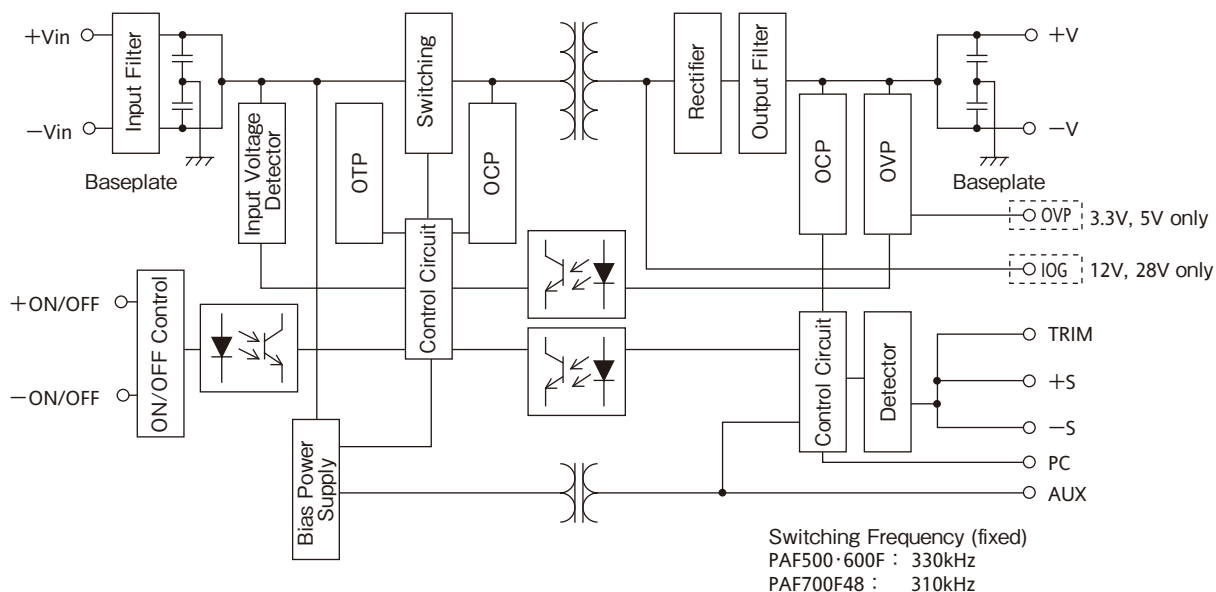 +Vin
−Vin
Input Filter
Baseplate
Input Voltage
Detector
OTP
Switching
OCP
Control Circuit
+ON/OFF
−ON/OFF
ON/OFF Control
Bias Power
Supply
Rectifier
Output Filter
OCP
OVP
+V
−V
Baseplate
OVP 3.3V, 5V only
IOG 12V, 28V only
Control Circuit
Detector
TRIM
+S
−S
PC
AUX
Switching Frequency (fixed)
PAF500·600F : 330kHz
PAF700F48 : 310kHz